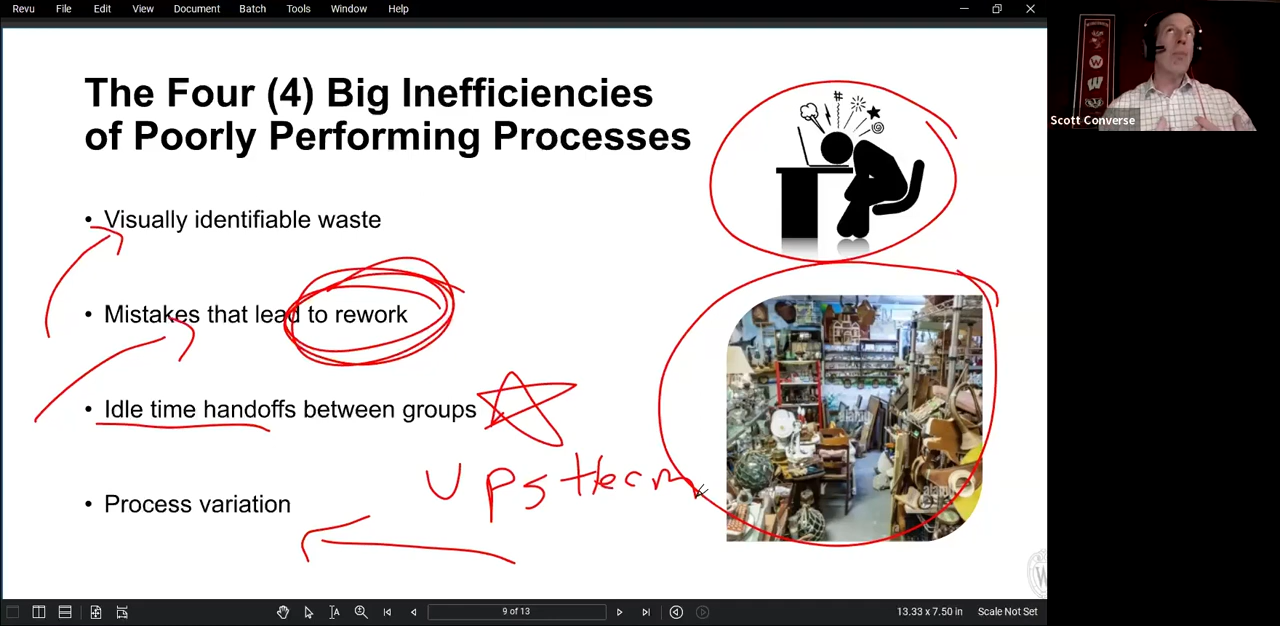 Revu File Edit View Document Batch Tools Window Help
The Four (4) Big Inefficiencies
of Poorly Performing Processes
• Visually identifiable waste
• Mistakes that lead to rework
• Idle time handoffs between groups
Upstream
• Process variation
Scott Converse
9 of 13
13.33 x 7.50 in Scale Not Set